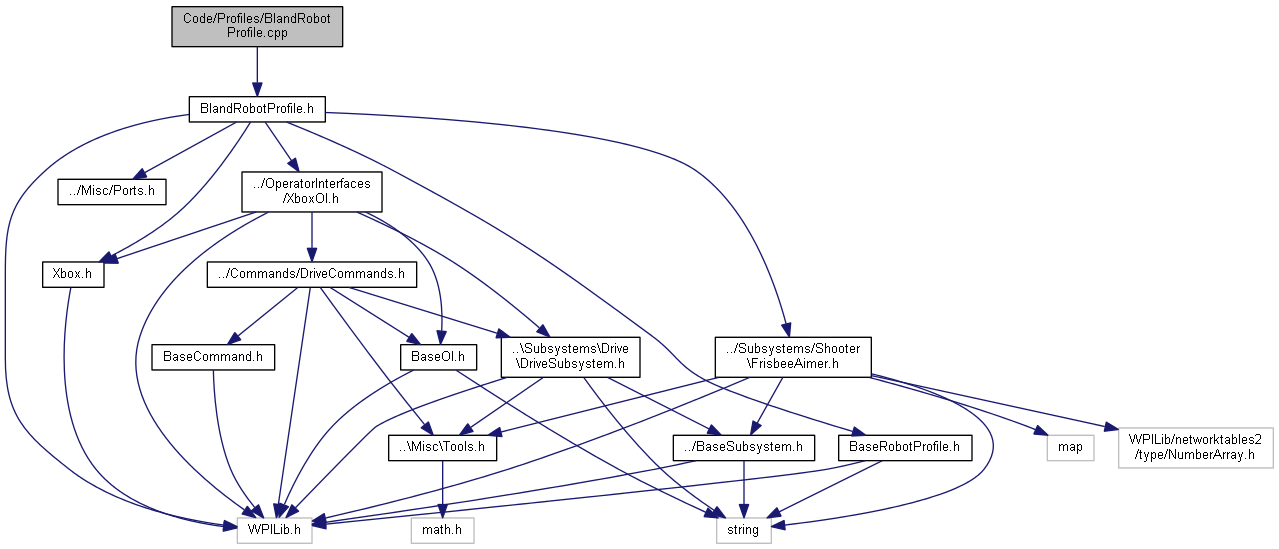 Code/Profiles/BlandRobot
Profile.cpp
BlandRobotProfile.h
../Misc/Ports.h
../OperatorInterfaces
/XboxOI.h
Xbox.h
../Commands/DriveCommands.h
BaseCommand.h
BaseOI.h
..\Subsystems\Drive
\DriveSubsystem.h
../Subsystems/Shooter
\FrisbeeAimer.h
..\Misc\Tools.h
../BaseSubsystem.h
BaseRobotProfile.h
map
WPILib/networktables2
/type/NumberArray.h
WPILib.h
math.h
string